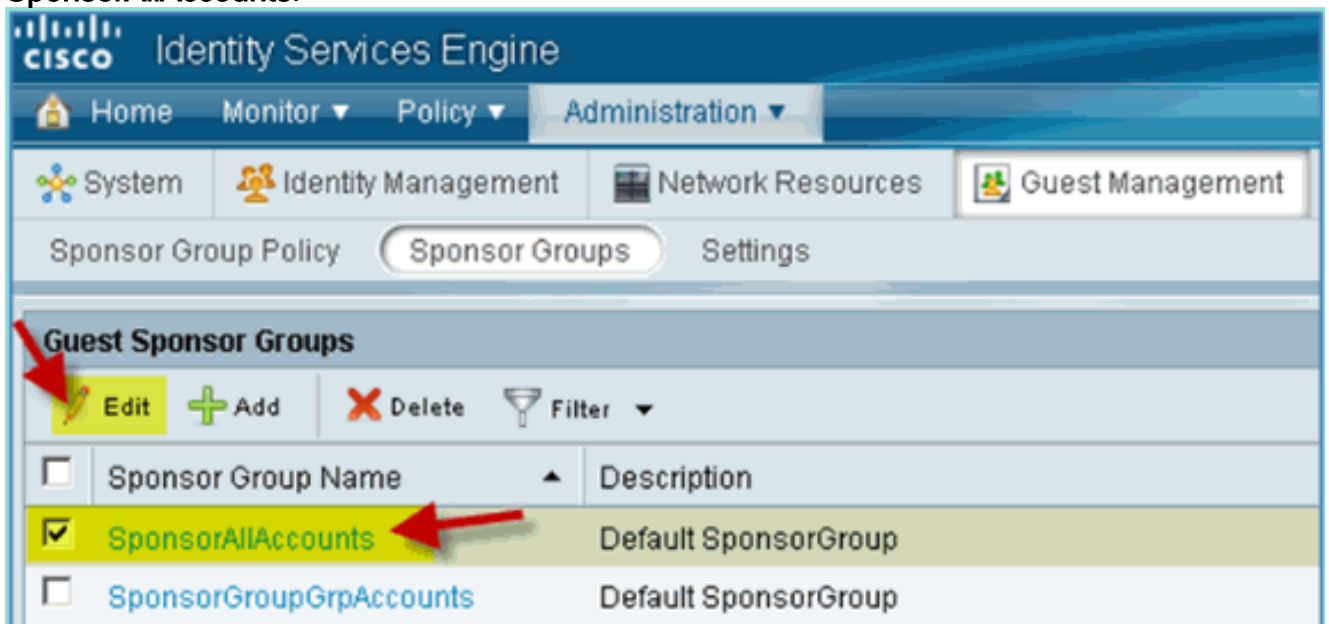 SponsorAllAccounts.
CISCO Identity Services Engine
Home Monitor Policy Administration
System Identity Management Network Resources Guest Management
Sponsor Group Policy Sponsor Groups Settings
Guest Sponsor Groups
Edit Add Delete Filter
Sponsor Group Name Description
SponsorAllAccounts Default SponsorGroup
SponsorGroupGrpAccounts Default SponsorGroup